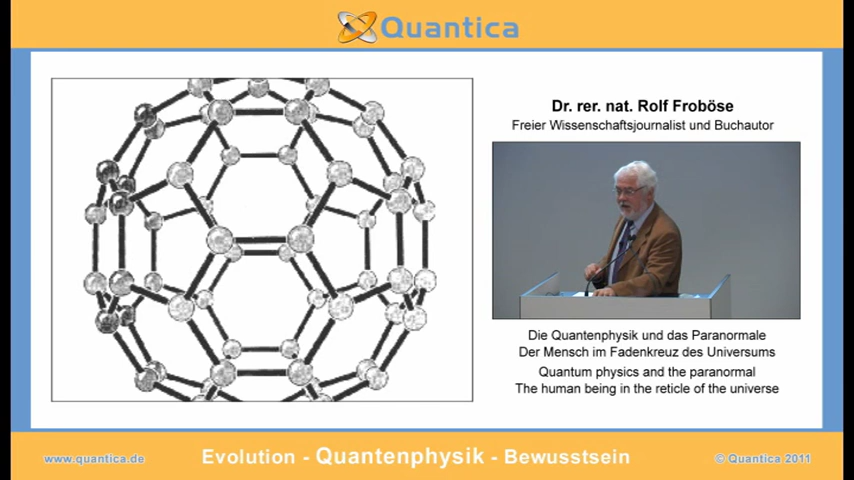 Quantica
Dr. rer. nat. Rolf Froböse
Freier Wissenschaftsjournalist und Buchautor
Die Quantenphysik und das Paranormale
Der Mensch im Fadenkreuz des Universums
Quantum physics and the paranormal
The human being in the reticle of the universe
www.quantica.de
Evolution - Quantenphysik - Bewusstsein
© Quantica 2011